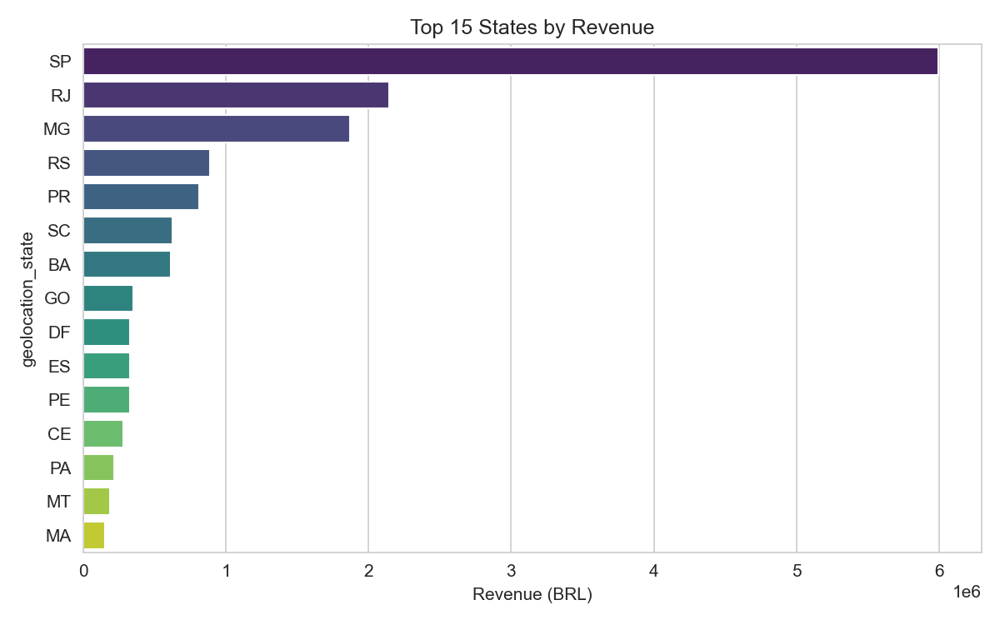 Top 15 States by Revenue
geolocation_state
SP
RJ
MG
RS
PR
SC
BA
GO
DF
ES
PE
CE
PA
MT
MA
0 1 2 3 4 5 6
1e6
Revenue (BRL)